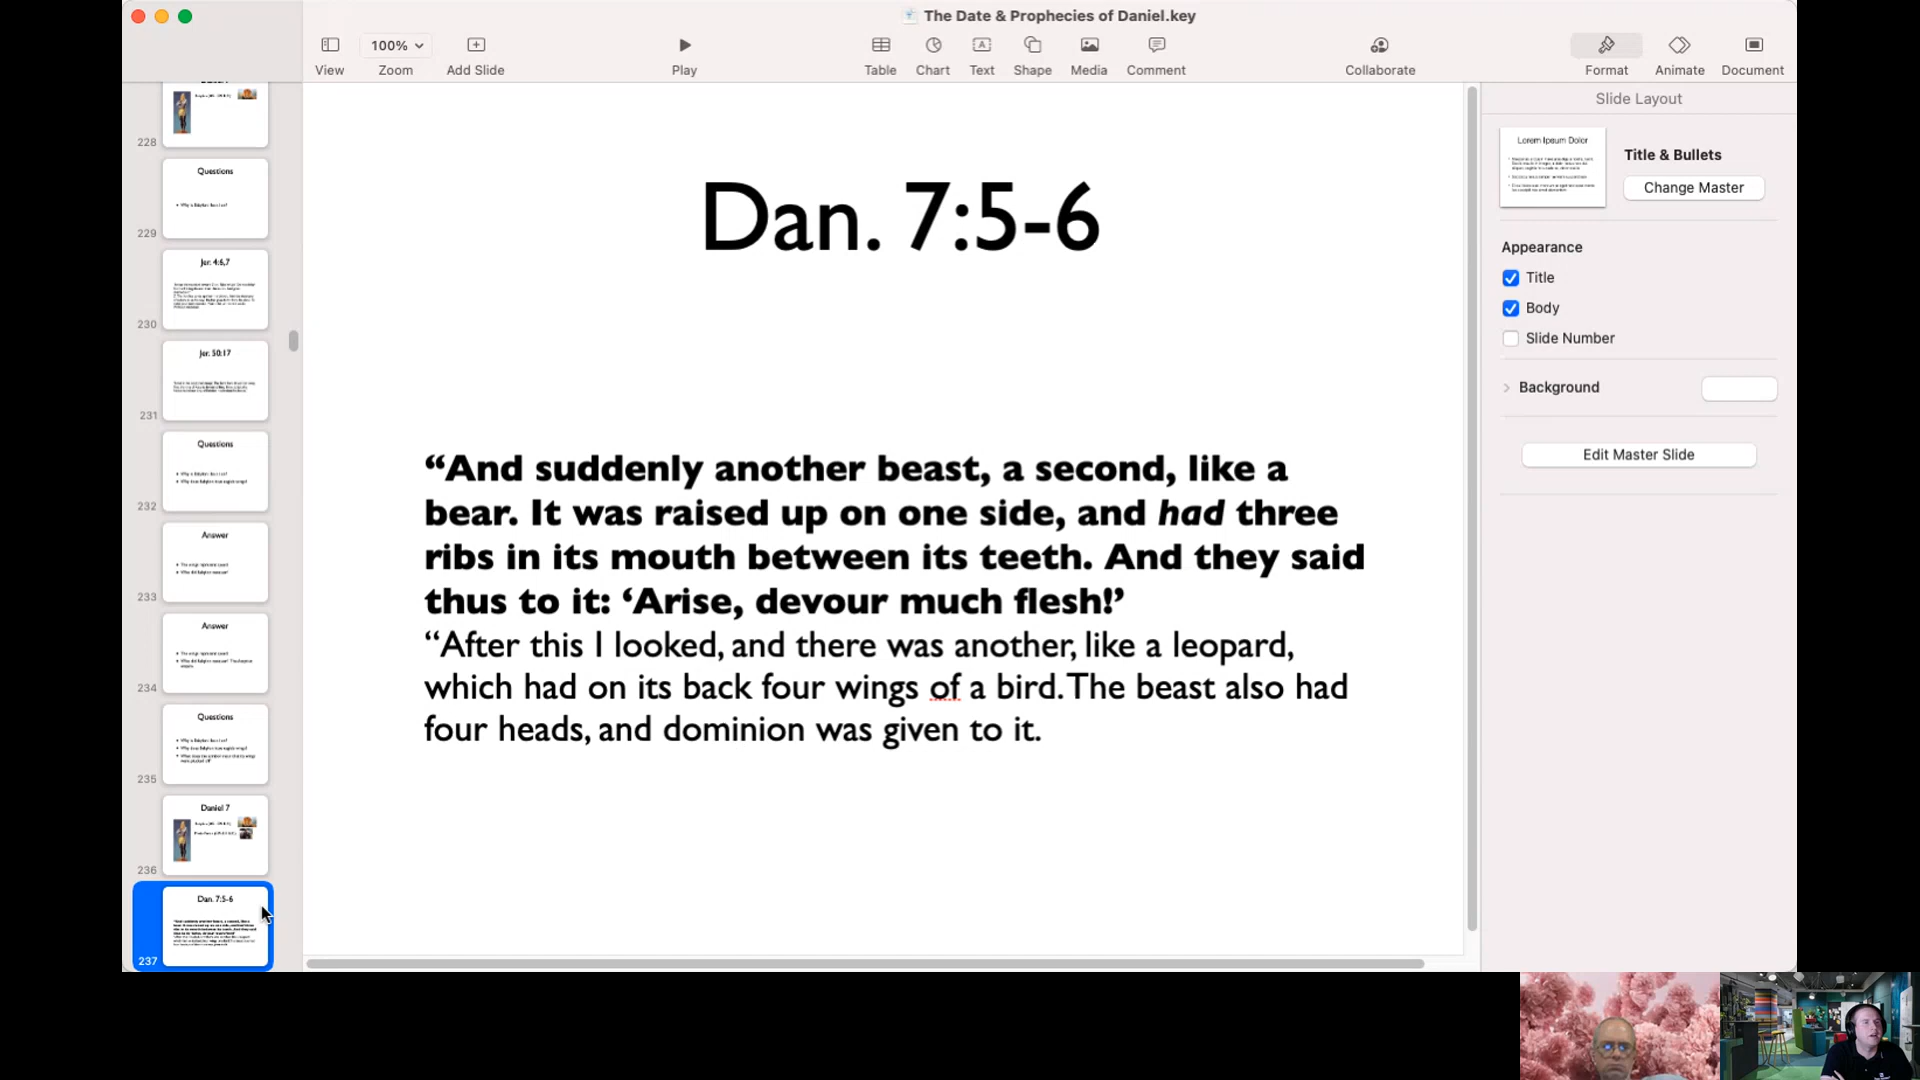 The Date & Prophecies of Daniel.key
100%
View
Zoom
Add Slide
Play
Table
Chart
Text
Shape
Media
Comment
Collaborate
Format
Animate
Document
228
Questions
229
Jer. 4:6,7
230
Jer. 50:17
231
Questions
232
Answer
233
Answer
234
Questions
235
Daniel 7
236
Dan. 7:5-6
237
Dan. 7:5-6
“And suddenly another beast, a second, like a
bear. It was raised up on one side, and had three
ribs in its mouth between its teeth. And they said
thus to it: ‘Arise, devour much flesh!’
“After this I looked, and there was another, like a leopard,
which had on its back four wings of a bird. The beast also had
four heads, and dominion was given to it.
Slide Layout
Lorem Ipsum Dolor
Title & Bullets
Change Master
Appearance
Title
Body
Slide Number
Background
Edit Master Slide